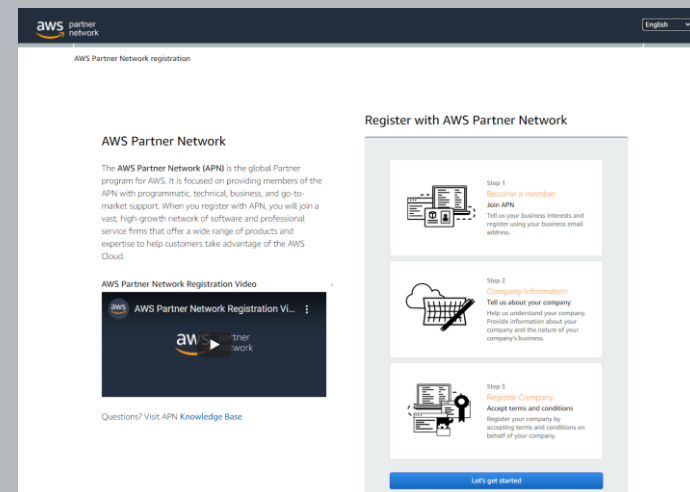 aws partner
network
English
AWS Partner Network registration
AWS Partner Network
The AWS Partner Network (APN) is the global Partner
program for AWS. It is focused on providing members of the
APN with programmatic, technical, business, and go-to-
market support. When you register with APN, you will join a
vast, high-growth network of software and professional
service firms that offer a wide range of products and
expertise to help customers take advantage of the AWS
Cloud.
AWS Partner Network Registration Video
aws AWS Partner Network Registration Vi...
aws
Questions? Visit APN Knowledge Base
Register with AWS Partner Network
Step 1
Become a member
Join APN
Tell us your business interests and
register using your business email
address.
Step 2
Company Information
Tell us about your company
Help us understand your company.
Provide information about your
company and the nature of your
company's business.
Step 3
Register Company
Accept terms and conditions
Register your company by
accepting terms and conditions on
behalf of your company.
Let's get started